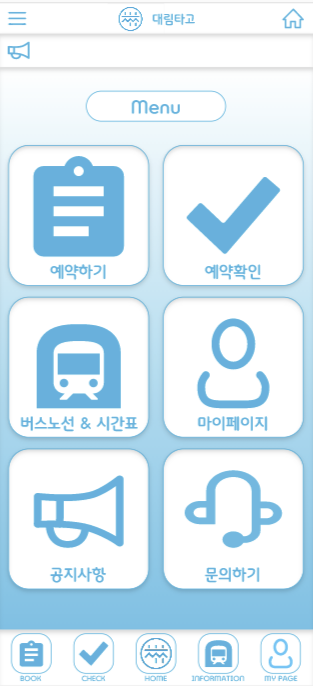 대림타고
Menu
예약하기
예약확인
버스노선 & 시간표
마이페이지
공지사항
문의하기
BOOK
CHECK
HOME
INFORMATION
MY PAGE